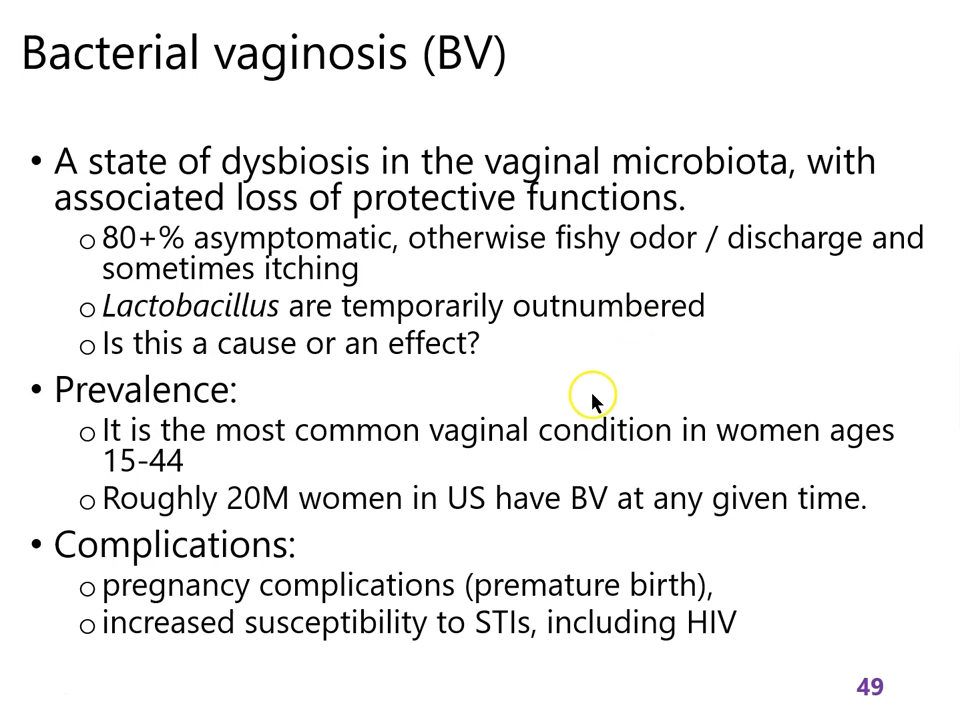 Bacterial vaginosis (BV)
• A state of dysbiosis in the vaginal microbiota, with
associated loss of protective functions.
o 80+% asymptomatic, otherwise fishy odor / discharge and
sometimes itching
o Lactobacillus are temporarily outnumbered
o Is this a cause or an effect?
• Prevalence:
o It is the most common vaginal condition in women ages
15-44
o Roughly 20M women in US have BV at any given time.
• Complications:
o pregnancy complications (premature birth),
o increased susceptibility to STIs, including HIV
49